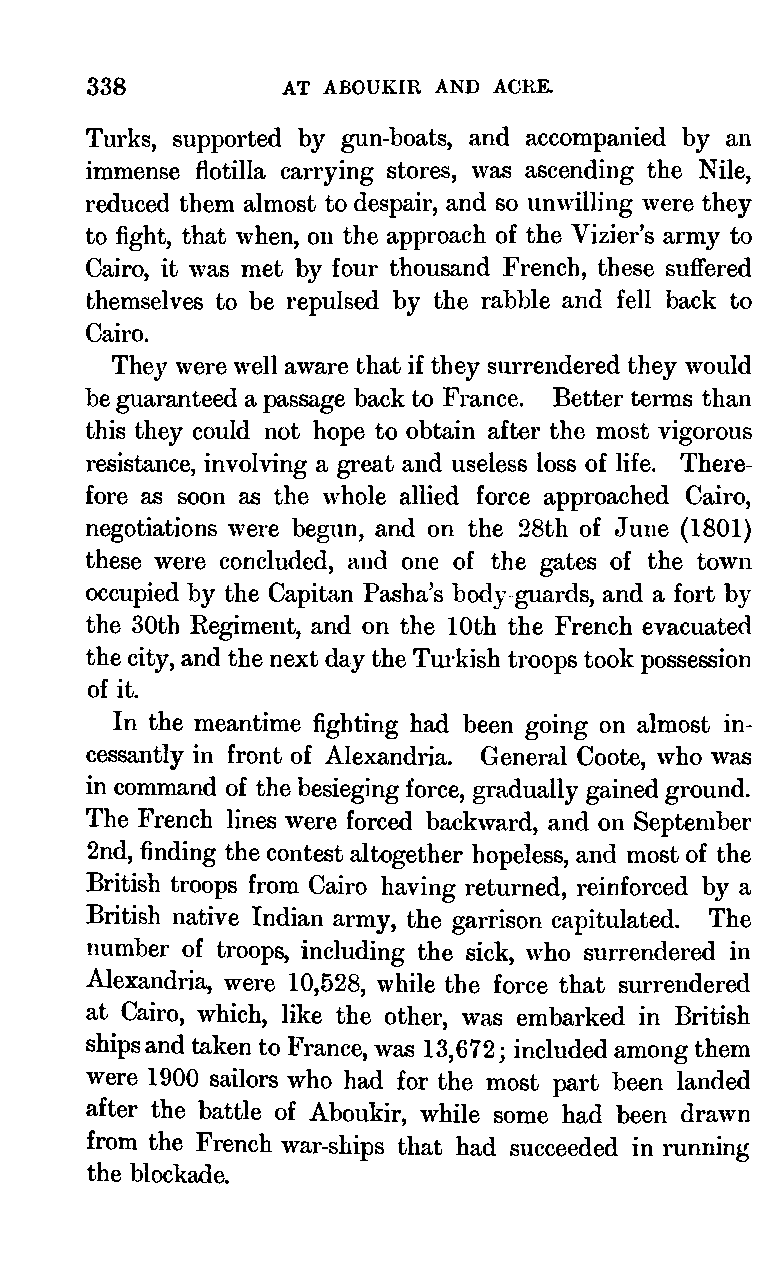 338 AT ABOUKIR AND ACRE.
Turks, supported by gun-boats, and accompanied by an
immense flotilla carrying stores, was ascending the Nile,
reduced them almost to despair, and so unwilling were they
to fight, that when, on the approach of the Vizier's army to
Cairo, it was met by four thousand French, these suffered
themselves to be repulsed by the rabble and fell back to
Cairo.
They were well aware that if they surrendered they would
be guaranteed a passage back to France. Better terms than
this they could not hope to obtain after the most vigorous
resistance, involving a great and useless loss of life. There-
fore as soon as the whole allied force approached Cairo,
negotiations were begun, and on the 28th of June (1801)
these were concluded, and one of the gates of the town
occupied by the Capitan Pasha's body-guards, and a fort by
the 30th Regiment, and on the 10th the French evacuated
the city, and the next day the Turkish troops took possession
of it.
In the meantime fighting had been going on almost in-
cessantly in front of Alexandria. General Coote, who was
in command of the besieging force, gradually gained ground.
The French lines were forced backward, and on September
2nd, finding the contest altogether hopeless, and most of the
British troops from Cairo having returned, reinforced by a
British native Indian army, the garrison capitulated. The
number of troops, including the sick, who surrendered in
Alexandria, were 10,528, while the force that surrendered
at Cairo, which, like the other, was embarked in British
ships and taken to France, was 13,672; included among them
were 1900 sailors who had for the most part been landed
after the battle of Aboukir, while some had been drawn
from the French war-ships that had succeeded in running
the blockade.